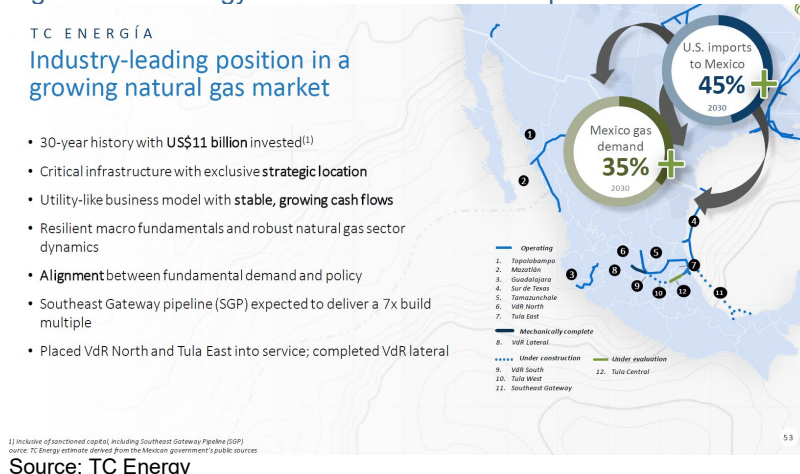 TC ENERGÍA
Industry-leading position in a
growing natural gas market
• 30-year history with US$11 billion invested(1)
• Critical infrastructure with exclusive strategic location
• Utility-like business model with stable, growing cash flows
• Resilient macro fundamentals and robust natural gas sector
dynamics
• Alignment between fundamental demand and policy
• Southeast Gateway pipeline (SGP) expected to deliver a 7x build
multiple
• Placed VdR North and Tula East into service; completed VdR lateral
U.S. imports
to Mexico
45%
2030
Mexico gas
demand
35%
2030
1
2
3
4
5
6
7
8
9
10
11
12
Operating
1. Topolobampo
2. Mazatlán
3. Guadalajara
4. Sur de Texas
5. Tamazunchale
6. VdR North
7. Tula East
Mechanically complete
8. VdR Lateral
Under construction
9. VdR South
10. Tula West
11. Southeast Gateway
Under evaluation
12. Tula Central
1) Inclusive of sanctioned capital, including Southeast Gateway Pipeline (SGP)
ource: TC Energy estimate derived from the Mexican government's public sources
53
Source: TC Energy